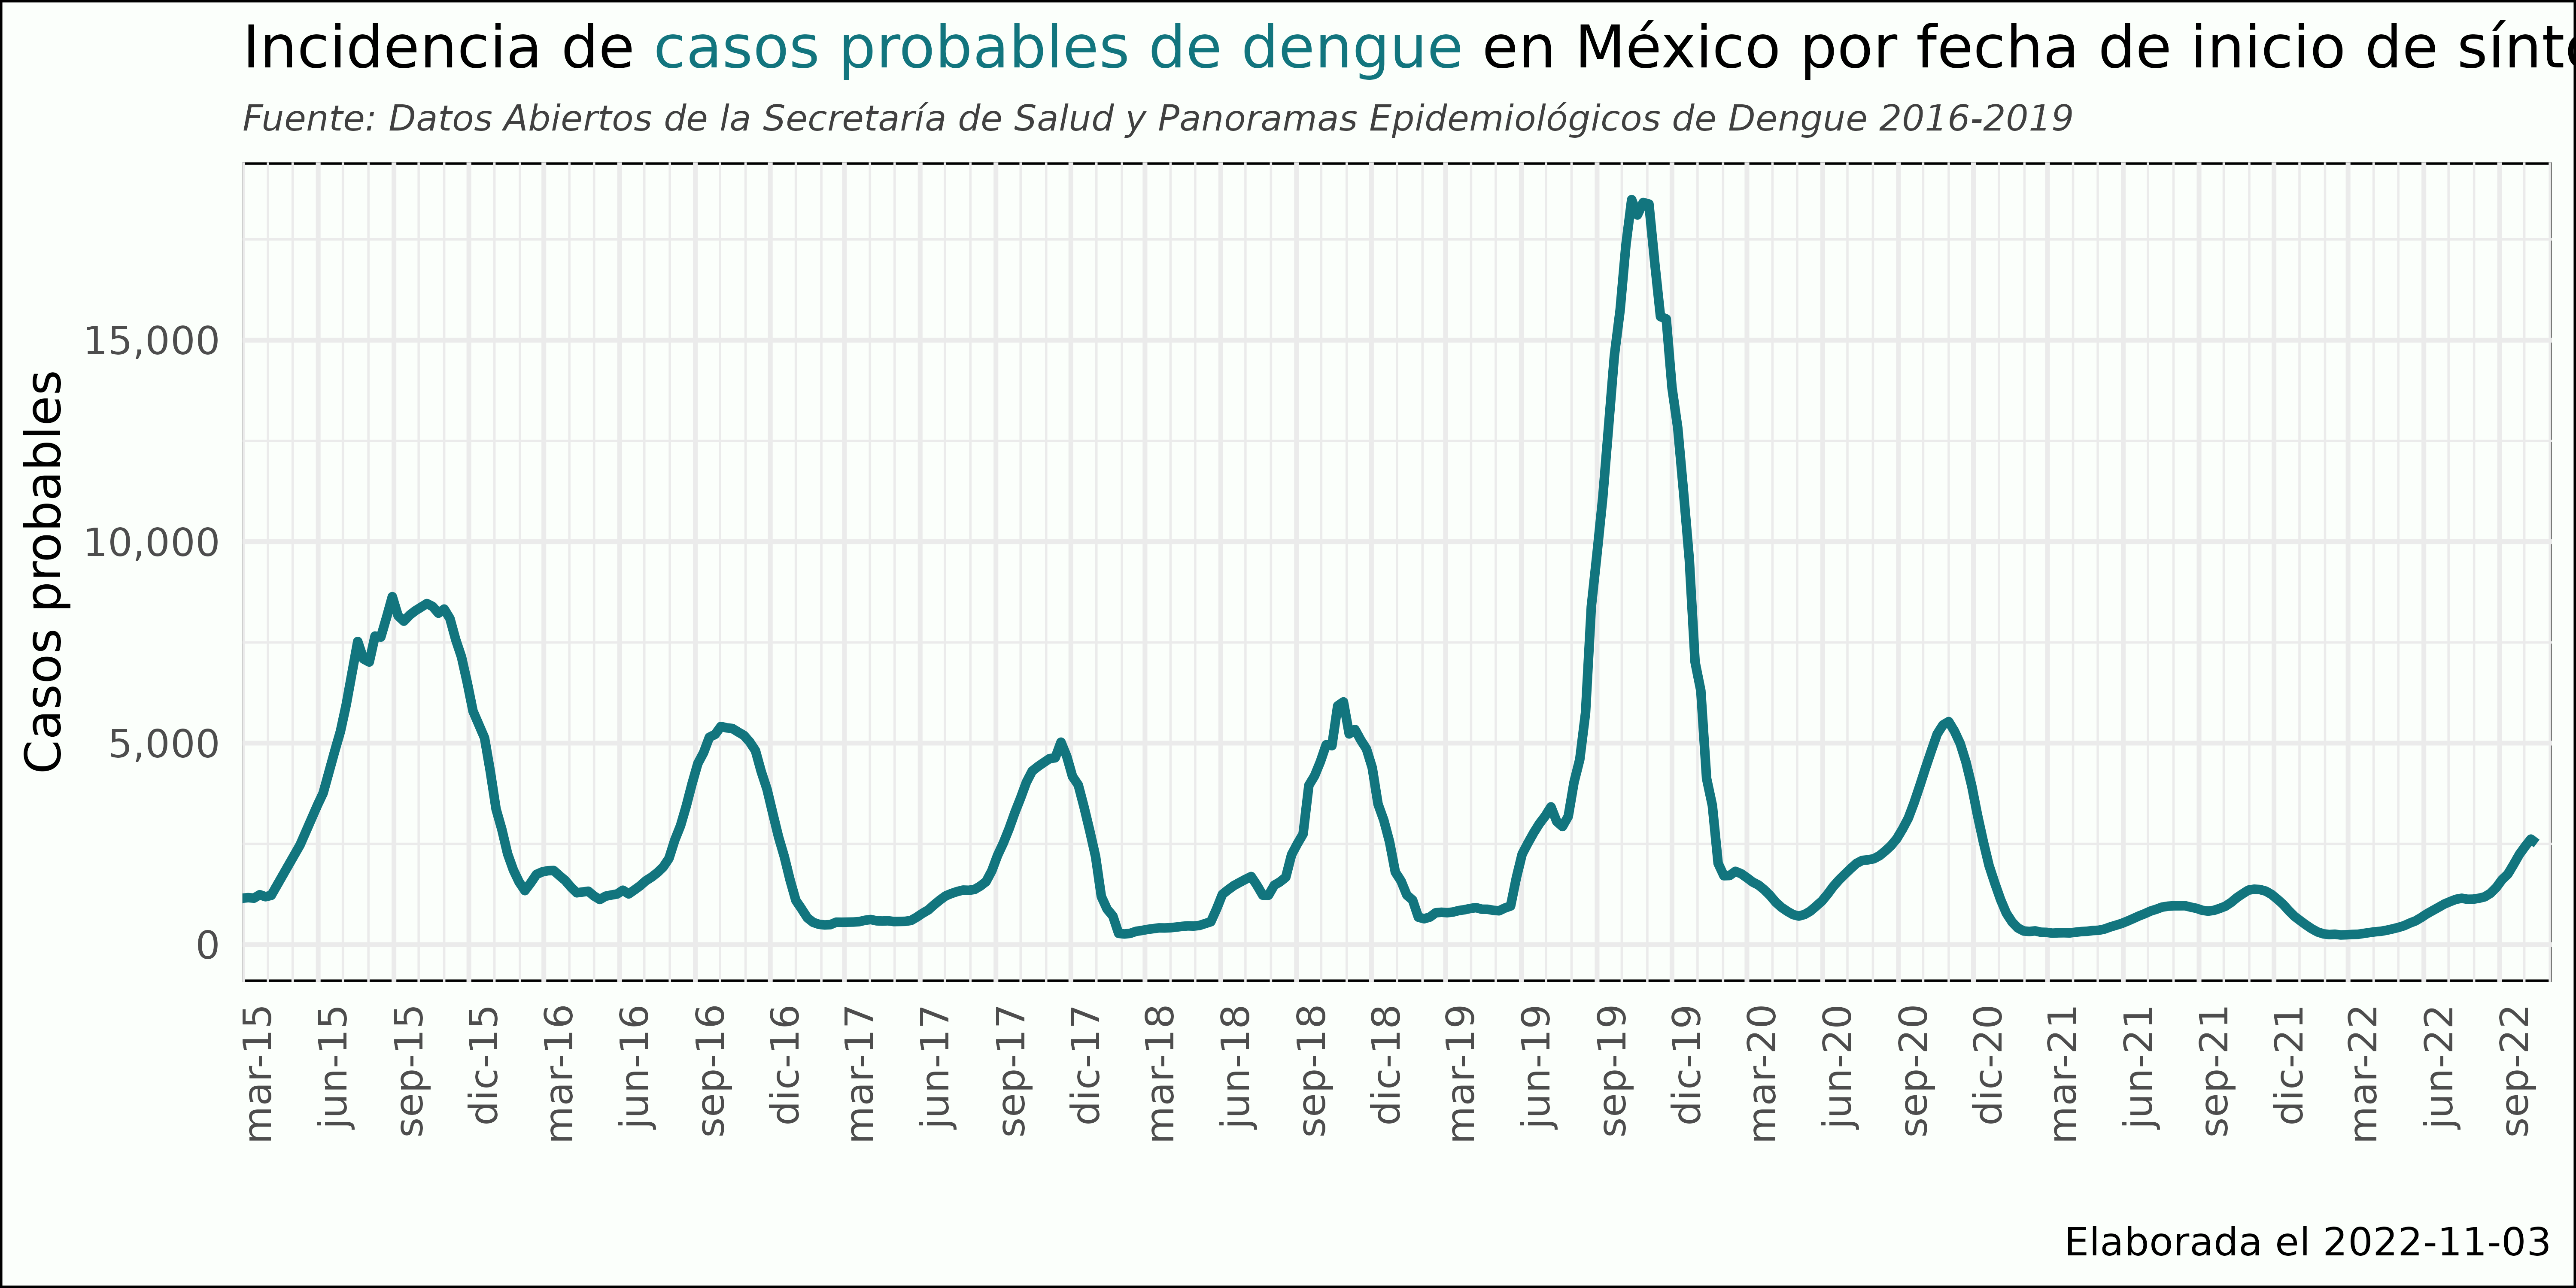 Incidencia de casos probables de dengue en México por fecha de inicio de sínt
Fuente: Datos Abiertos de la Secretaría de Salud y Panoramas Epidemiológicos de Dengue 2016-2019
Casos probables
15,000
10,000
5,000
0
mar-15
jun-15
sep-15
dic-15
mar-16
jun-16
sep-16
dic-16
mar-17
jun-17
sep-17
dic-17
mar-18
jun-18
sep-18
dic-18
mar-19
jun-19
sep-19
dic-19
mar-20
jun-20
sep-20
dic-20
mar-21
jun-21
sep-21
dic-21
mar-22
jun-22
sep-22
Elaborada el 2022-11-03